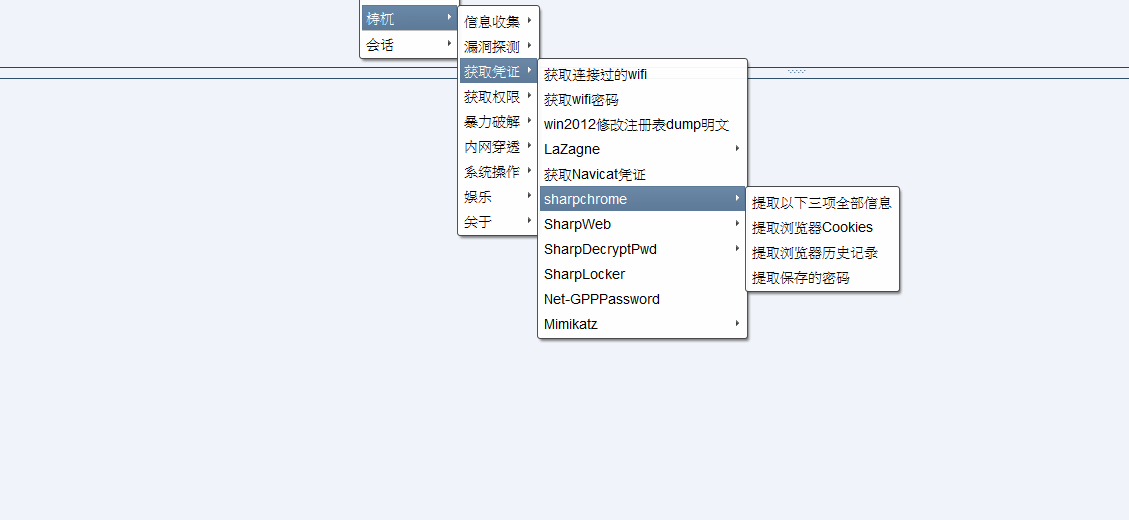 梼杌
会话
信息收集
漏洞探测
获取凭证
获取权限
暴力破解
内网穿透
系统操作
娱乐
关于
获取连接过的wifi
获取wifi密码
win2012修改注册表dump明文
LaZagne
获取Navicat凭证
sharpchrome
SharpWeb
SharpDecryptPwd
SharpLocker
Net-GPPPassword
Mimikatz
提取以下三项全部信息
提取浏览器Cookies
提取浏览器历史记录
提取保存的密码